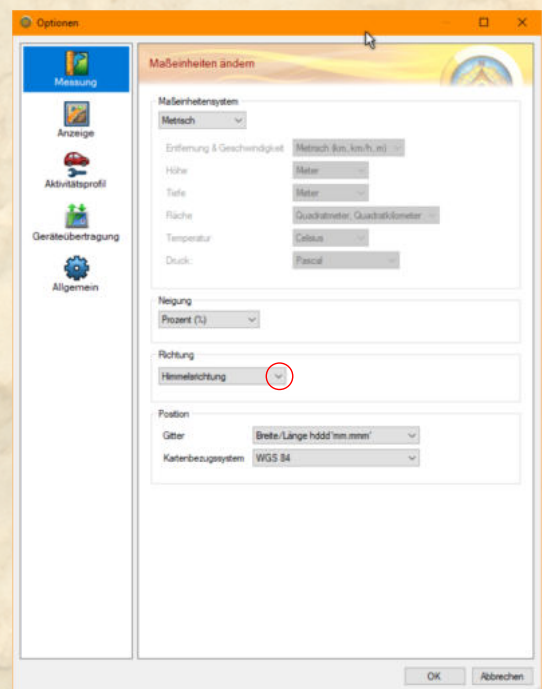 Optionen
Messung
Anzeige
Aktivitätsprofil
Geräteübertragung
Allgemein
Maßeinheiten ändern
Maßeinheitensystem
Metrisch
Entfernung & Geschwindigkeit Metrisch (km, km/h, m)
Höhe Meter
Tiefe Meter
Fläche Quadratmeter, Quadratkilometer
Temperatur Celsius
Druck: Pascal
Neigung
Prozent (%)
Richtung
Himmelsrichtung
Position
Gitter Breite/Länge hddd°mm.mmm'
Kartenbezugssystem WGS 84
OK Abbrechen